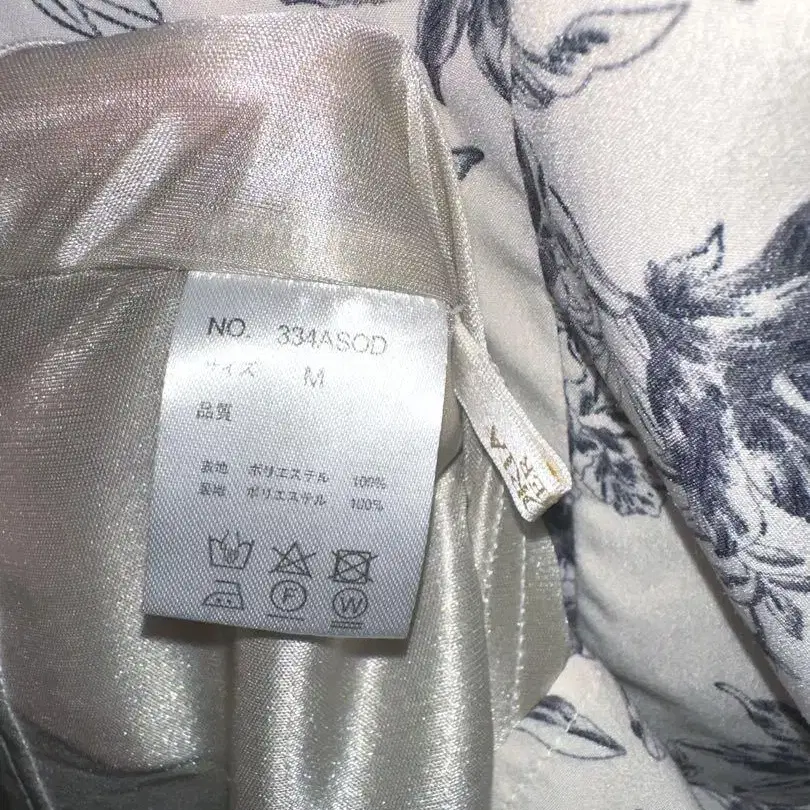 NO. 334ASOD
サイズ M
品質
表地 ポリエステル 100%
裏地 ポリエステル 100%
F W